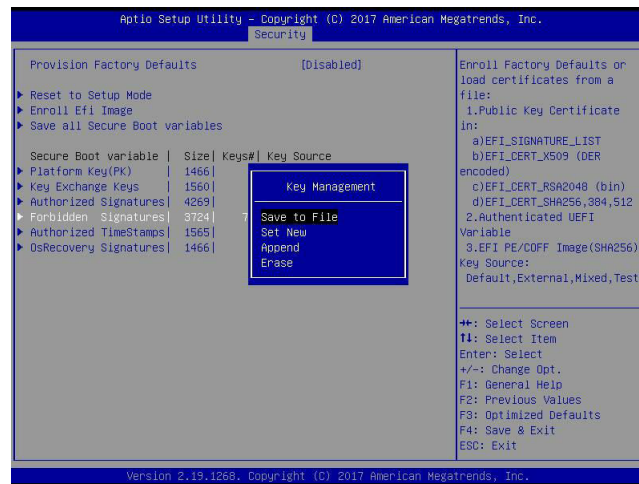 Aptio Setup Utility – Copyright (C) 2017 American Megatrends, Inc.
Security
Provision Factory Defaults [Disabled]
Reset to Setup Mode
Enroll Efi Image
Save all Secure Boot variables
Secure Boot variable | Size| Keys#| Key Source
Platform Key(PK) | 1466|
Key Exchange Keys | 1560|
Authorized Signatures| 4269|
Forbidden Signatures| 3724| 7
Authorized TimeStamps| 1565|
OsRecovery Signatures| 1466|
Key Management
Save to File
Set New
Append
Erase
Enroll Factory Defaults or
load certificates from a
file:
1.Public Key Certificate
in:
a)EFI_SIGNATURE_LIST
b)EFI_CERT_X509 (DER
encoded)
c)EFI_CERT_RSA2048 (bin)
d)EFI_CERT_SHA256,384,512
2.Authenticated UEFI
Variable
3.EFI PE/COFF Image(SHA256)
Key Source:
Default,External,Mixed,Test
→←: Select Screen
↑↓: Select Item
Enter: Select
+/-: Change Opt.
F1: General Help
F2: Previous Values
F3: Optimized Defaults
F4: Save & Exit
ESC: Exit
Version 2.19.1268. Copyright (C) 2017 American Megatrends, Inc.